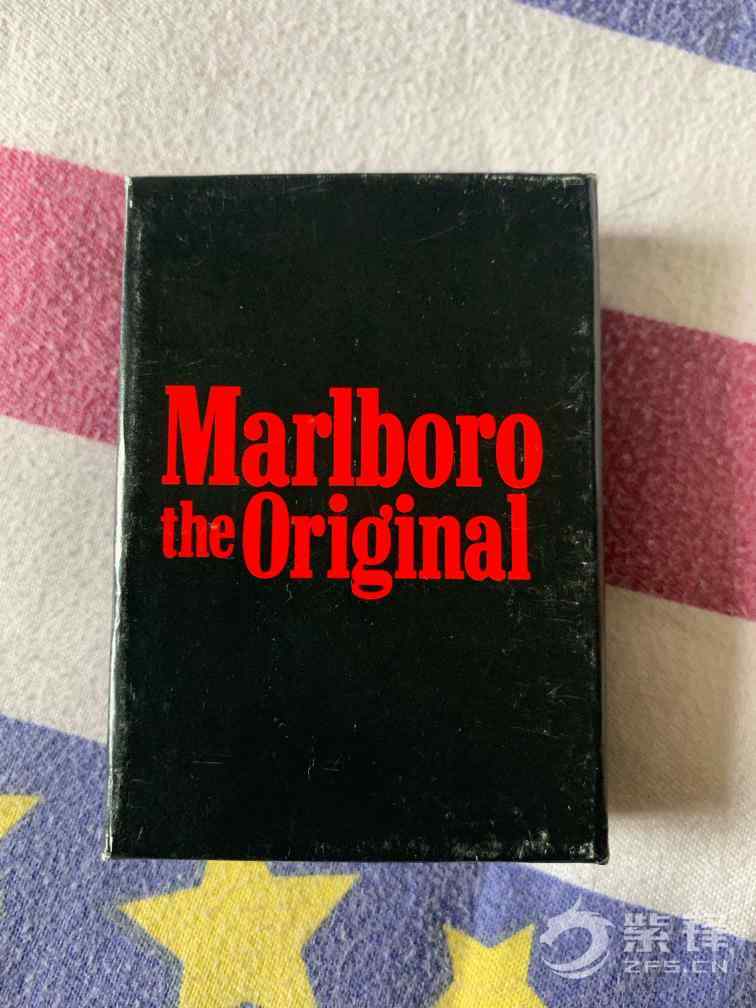 Marlboro
the Original
紫锋
ZFS.CN